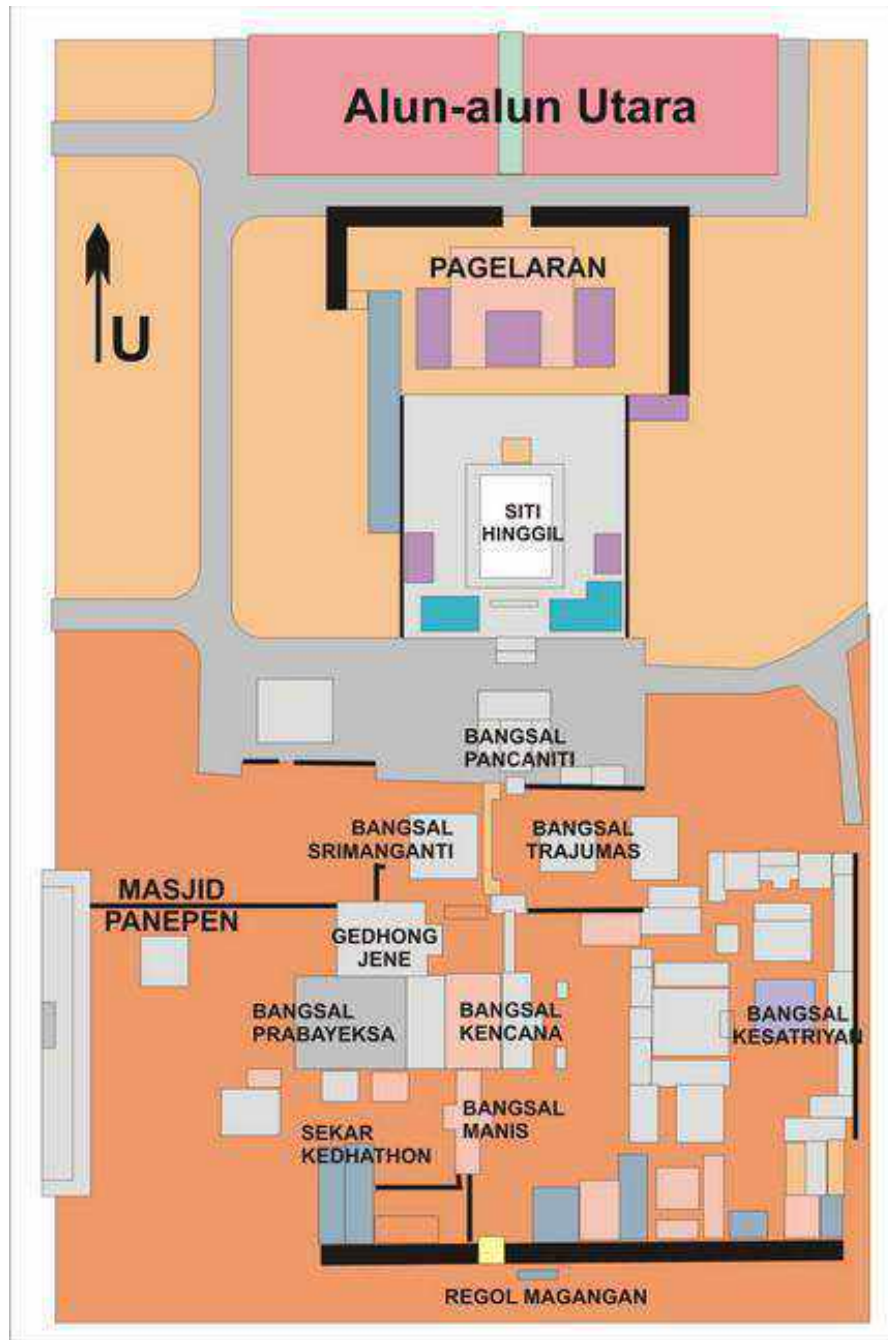 Alun-alun Utara
PAGELARAN
U
SITI
HINGGIL
BANGSAL
PANCANITI
BANGSAL
SRIMANGANTI
BANGSAL
TRAJUMAS
MASJID
PANEPEN
GEDHONG
JENE
BANGSAL
PRABAYEKSA
BANGSAL
KENCANA
BANGSAL
KESATRIYAN
BANGSAL
MANIS
SEKAR
KEDHATHON
REGOL MAGANGAN